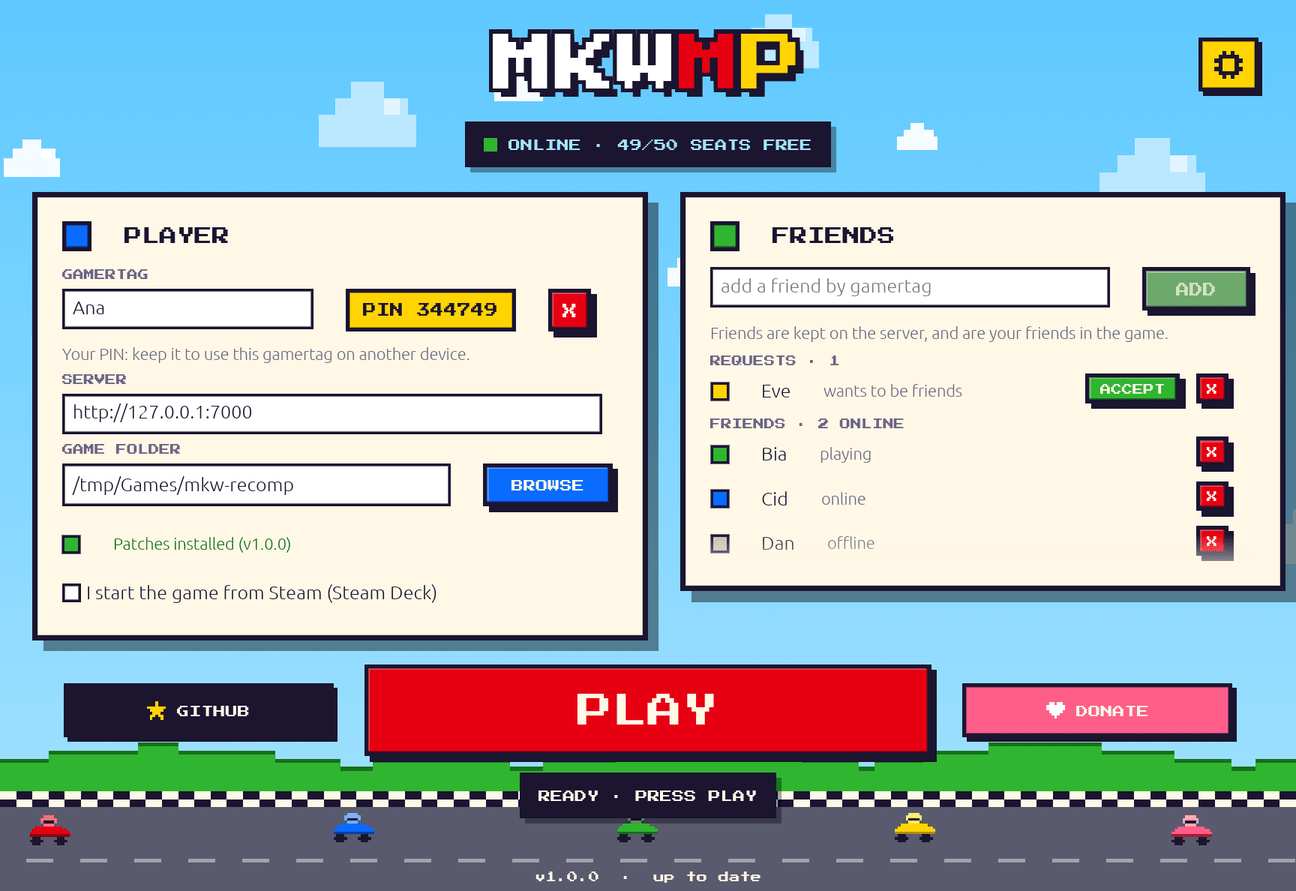 MKWMP
ONLINE · 49/50 SEATS FREE
PLAYER
GAMERTAG
Ana
PIN 344749
X
Your PIN: keep it to use this gamertag on another device.
SERVER
http://127.0.0.1:7000
GAME FOLDER
/tmp/Games/mkw-recomp
BROWSE
Patches installed (v1.0.0)
I start the game from Steam (Steam Deck)
FRIENDS
add a friend by gamertag
ADD
Friends are kept on the server, and are your friends in the game.
REQUESTS · 1
Eve wants to be friends
ACCEPT
X
FRIENDS · 2 ONLINE
Bia playing
X
Cid online
X
Dan offline
X
GITHUB
PLAY
DONATE
READY · PRESS PLAY
v1.0.0 · up to date